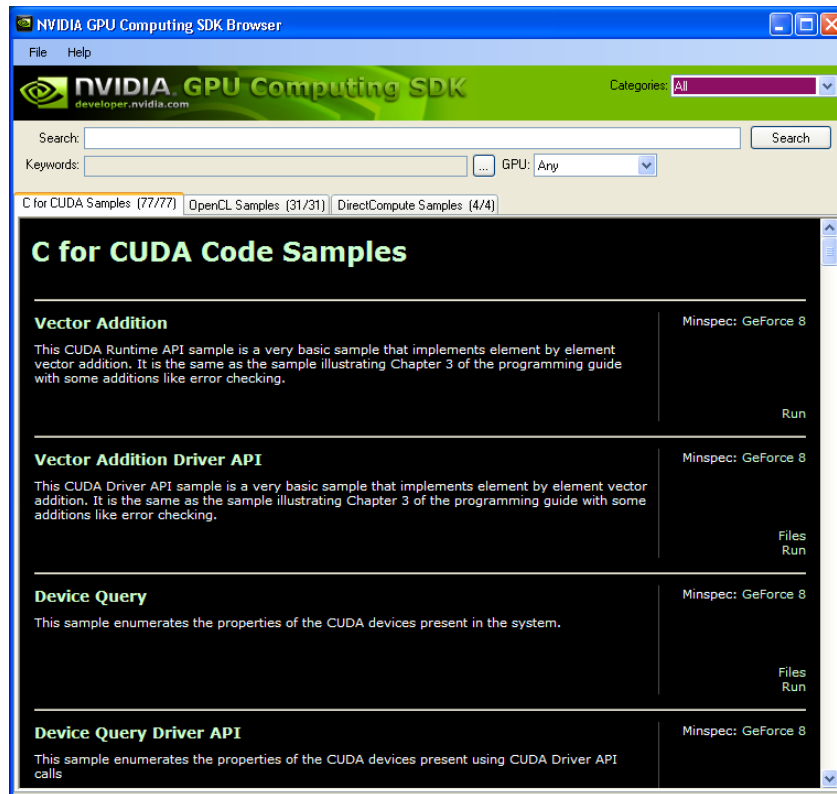 NVIDIA GPU Computing SDK Browser
File Help
NVIDIA. GPU Computing SDK
developer.nvidia.com
Categories: All
Search:
Search
Keywords:
...
GPU: Any
C for CUDA Samples (77/77) OpenCL Samples (31/31) DirectCompute Samples (4/4)
C for CUDA Code Samples
Vector Addition
Minspec: GeForce 8
This CUDA Runtime API sample is a very basic sample that implements element by element
vector addition. It is the same as the sample illustrating Chapter 3 of the programming guide
with some additions like error checking.
Run
Vector Addition Driver API
Minspec: GeForce 8
This CUDA Driver API sample is a very basic sample that implements element by element vector
addition. It is the same as the sample illustrating Chapter 3 of the programming guide with some
additions like error checking.
Files
Run
Device Query
Minspec: GeForce 8
This sample enumerates the properties of the CUDA devices present in the system.
Files
Run
Device Query Driver API
Minspec: GeForce 8
This sample enumerates the properties of the CUDA devices present using CUDA Driver API
calls